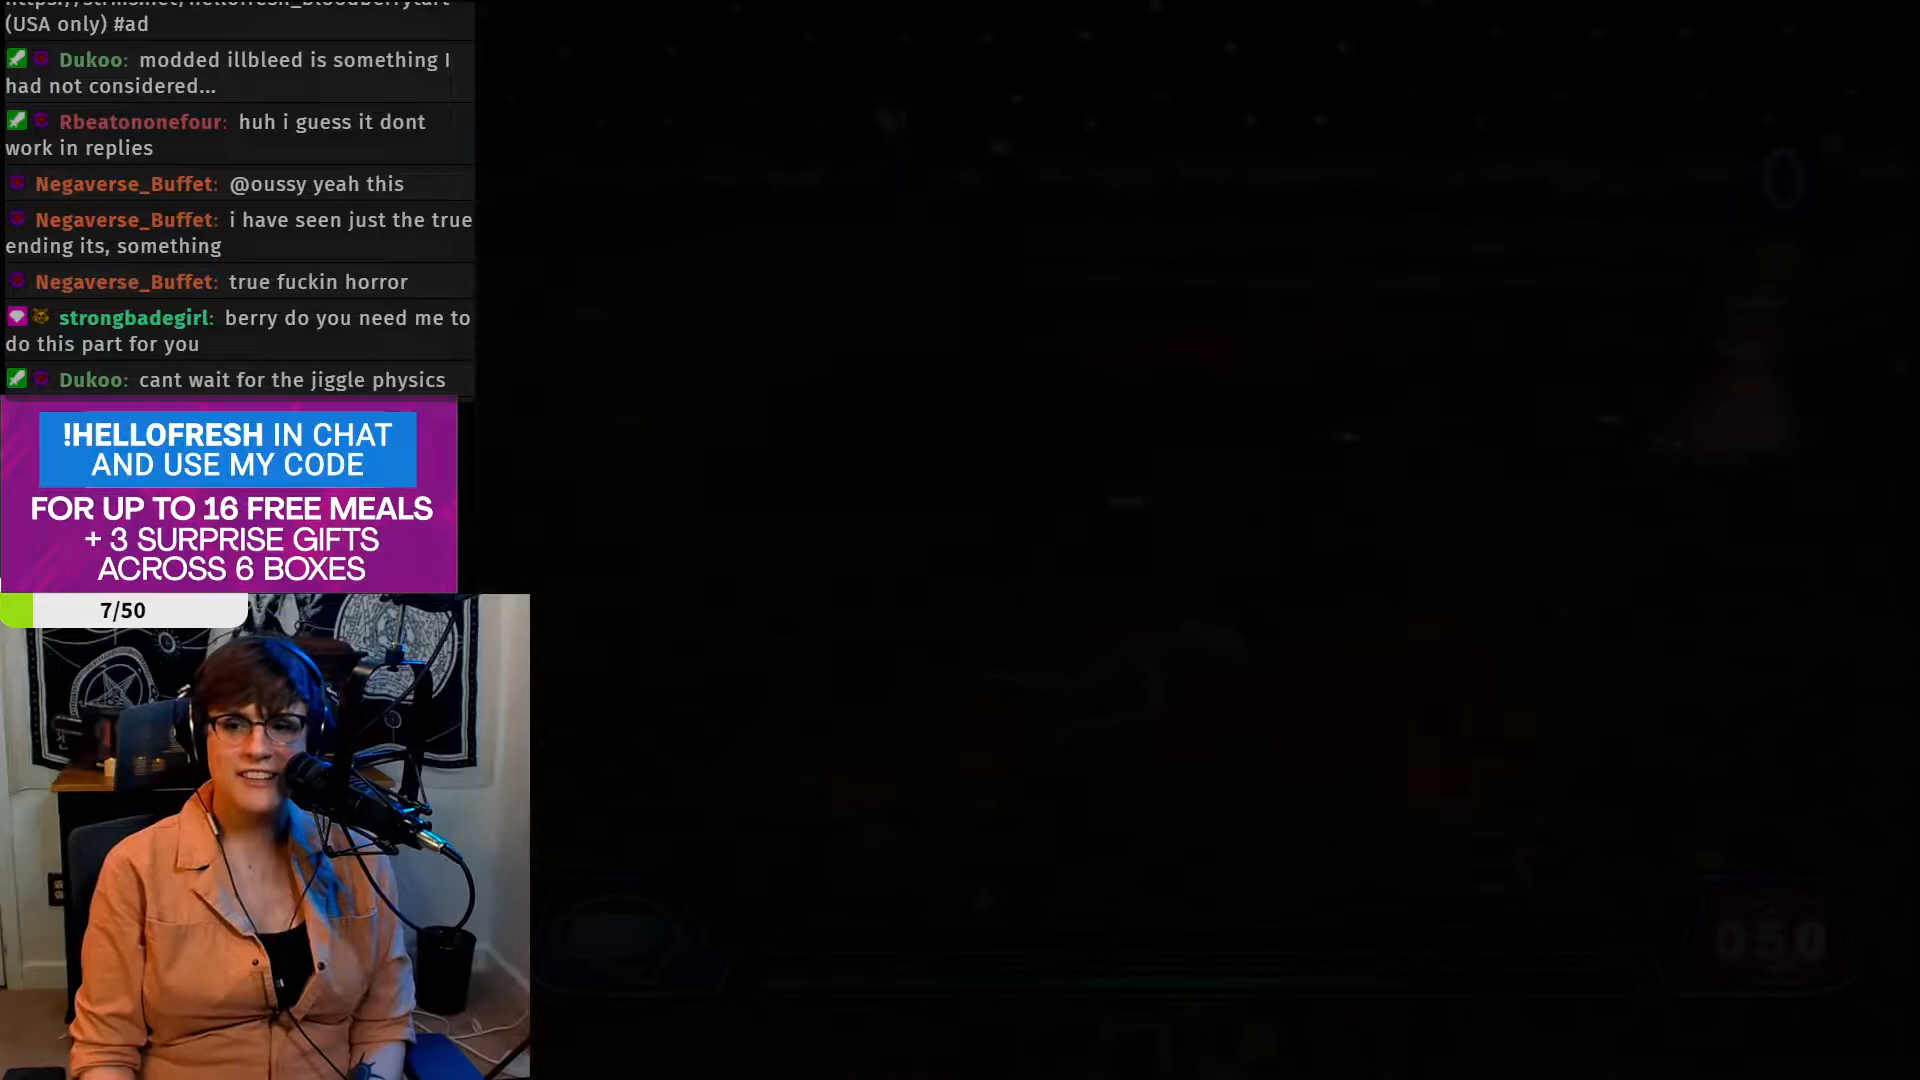 (USA only) #ad
Dukoo: modded illbleed is something I
had not considered...
Rbeatononefour: huh i guess it dont
work in replies
Negaverse_Buffet: @oussy yeah this
Negaverse_Buffet: i have seen just the true
ending its, something
Negaverse_Buffet: true fuckin horror
strongbadegirl: berry do you need me to
do this part for you
Dukoo: cant wait for the jiggle physics
!HELLOFRESH IN CHAT
AND USE MY CODE
FOR UP TO 16 FREE MEALS
+ 3 SURPRISE GIFTS
ACROSS 6 BOXES
7/50
0
050